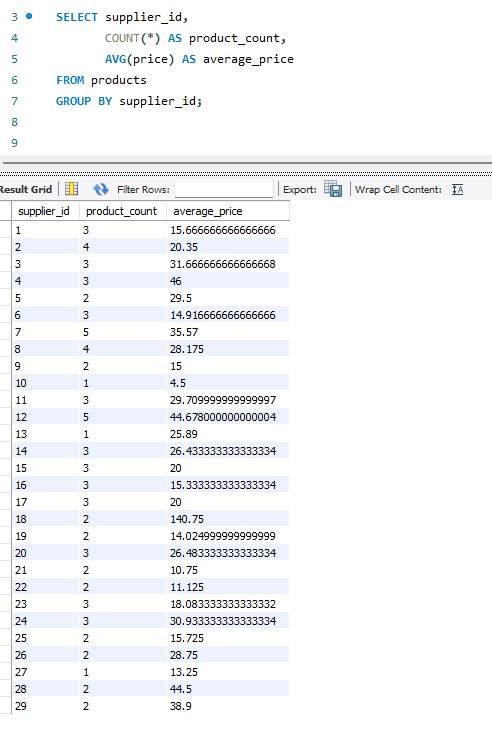 3 SELECT supplier_id,
4 COUNT(*) AS product_count,
5 AVG(price) AS average_price
6 FROM products
7 GROUP BY supplier_id;
8
9
Result Grid Filter Rows: Export: Wrap Cell Content: IA
supplier_id product_count average_price
1 3 15.666666666666666
2 4 20.35
3 3 31.666666666666668
4 3 46
5 2 29.5
6 3 14.916666666666666
7 5 35.57
8 4 28.175
9 2 15
10 1 4.5
11 3 29.709999999999997
12 5 44.678000000000004
13 1 25.89
14 3 26.433333333333334
15 3 20
16 3 15.333333333333334
17 3 20
18 2 140.75
19 2 14.024999999999999
20 3 26.483333333333334
21 2 10.75
22 2 11.125
23 3 18.083333333333332
24 3 30.933333333333334
25 2 15.725
26 2 28.75
27 1 13.25
28 2 44.5
29 2 38.9